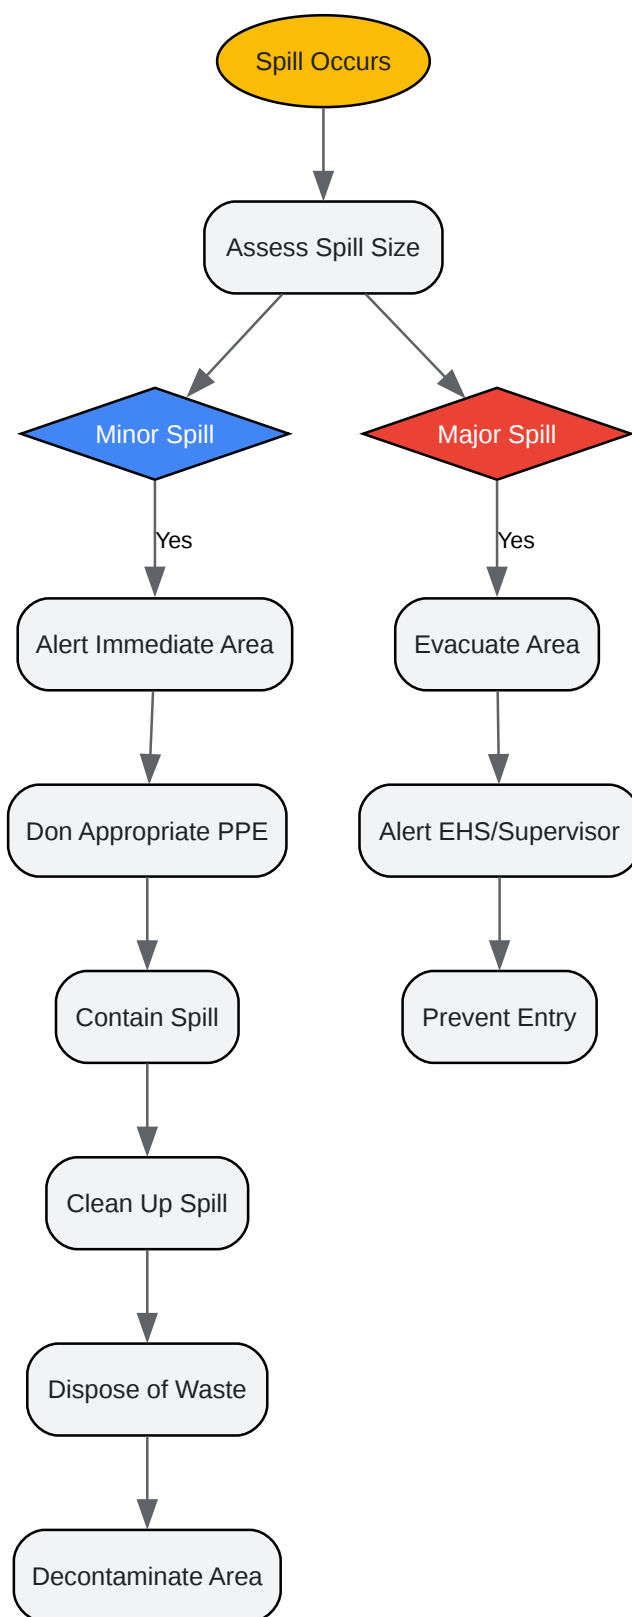 Spill Occurs
Assess Spill Size
Minor Spill
Major Spill
Yes
Yes
Alert Immediate Area
Evacuate Area
Don Appropriate PPE
Alert EHS/Supervisor
Contain Spill
Prevent Entry
Clean Up Spill
Dispose of Waste
Decontaminate Area